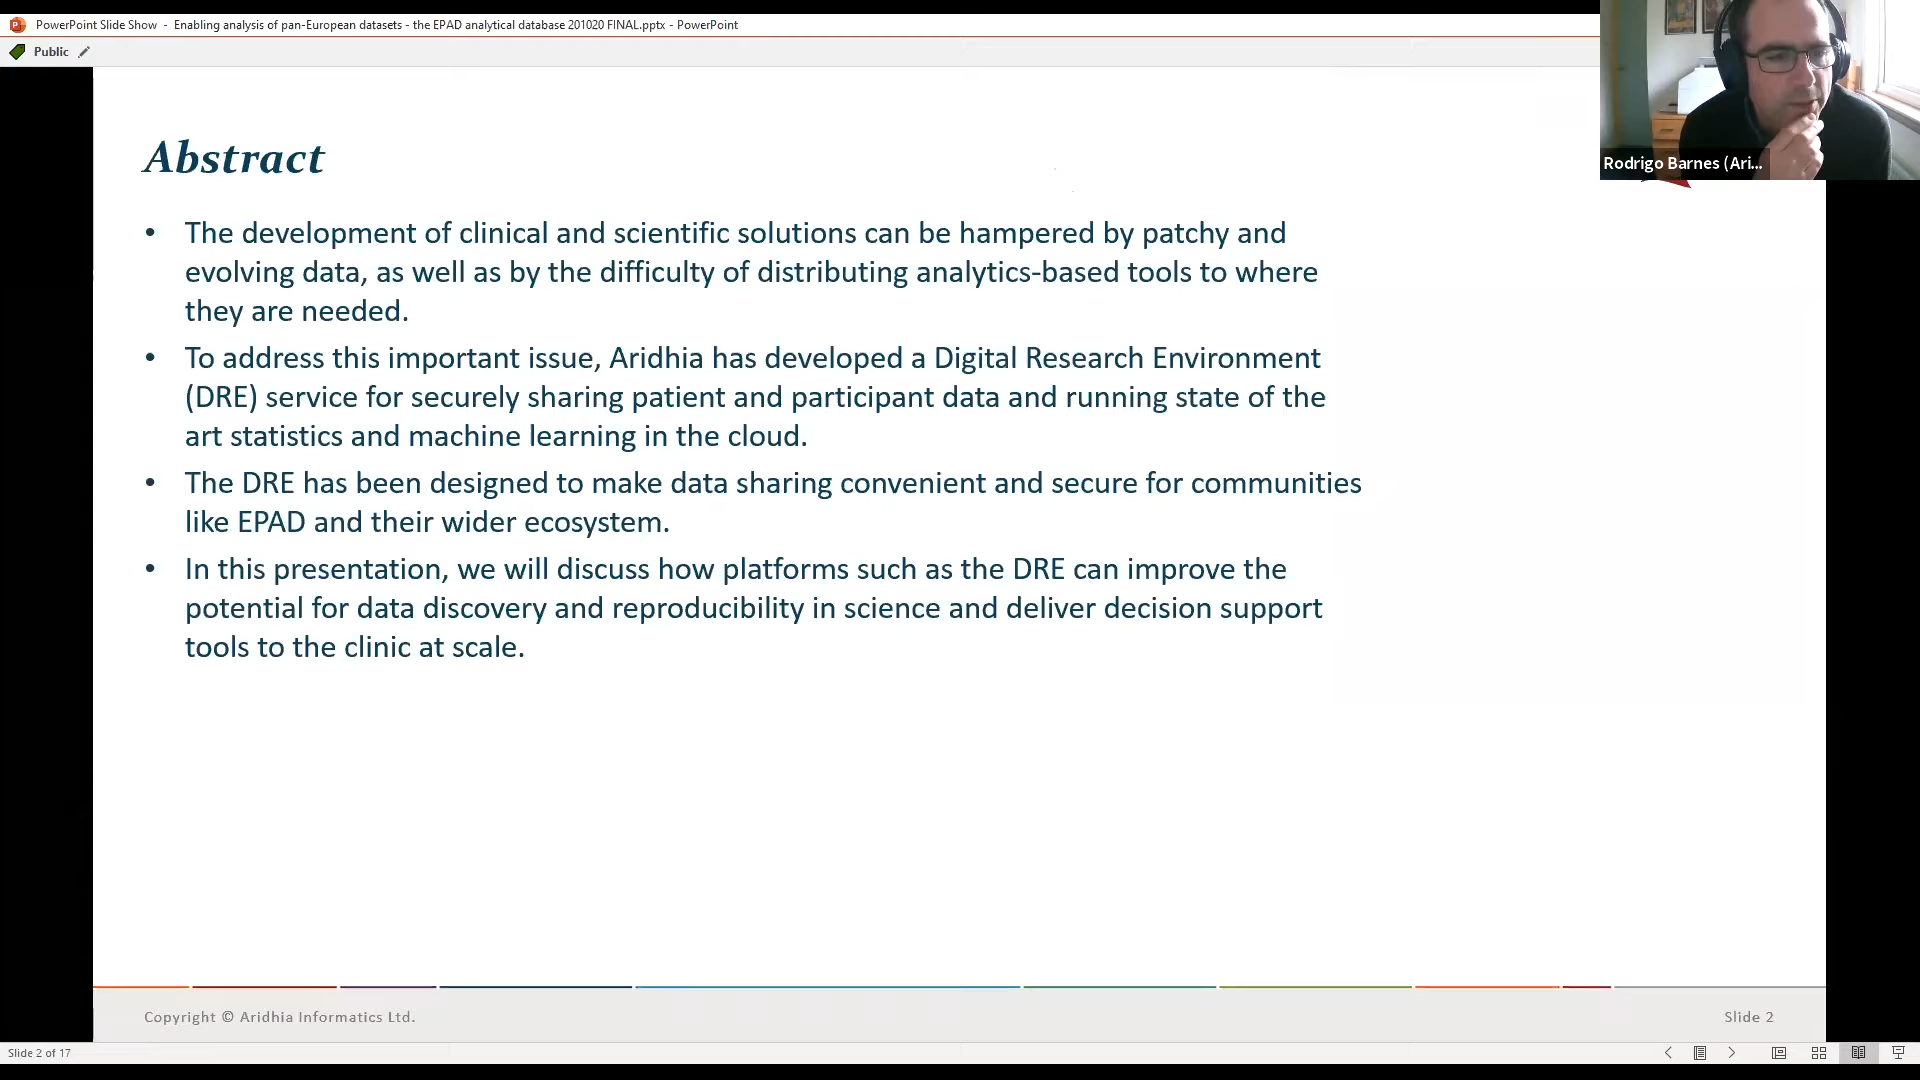 PowerPoint Slide Show - Enabling analysis of pan-European datasets - the EPAD analytical database 201020 FINAL.pptx - PowerPoint
Public
Rodrigo Barnes (Ari...
Abstract
• The development of clinical and scientific solutions can be hampered by patchy and
evolving data, as well as by the difficulty of distributing analytics-based tools to where
they are needed.
• To address this important issue, Aridhia has developed a Digital Research Environment
(DRE) service for securely sharing patient and participant data and running state of the
art statistics and machine learning in the cloud.
• The DRE has been designed to make data sharing convenient and secure for communities
like EPAD and their wider ecosystem.
• In this presentation, we will discuss how platforms such as the DRE can improve the
potential for data discovery and reproducibility in science and deliver decision support
tools to the clinic at scale.
Copyright © Aridhia Informatics Ltd.
Slide 2
Slide 2 of 17